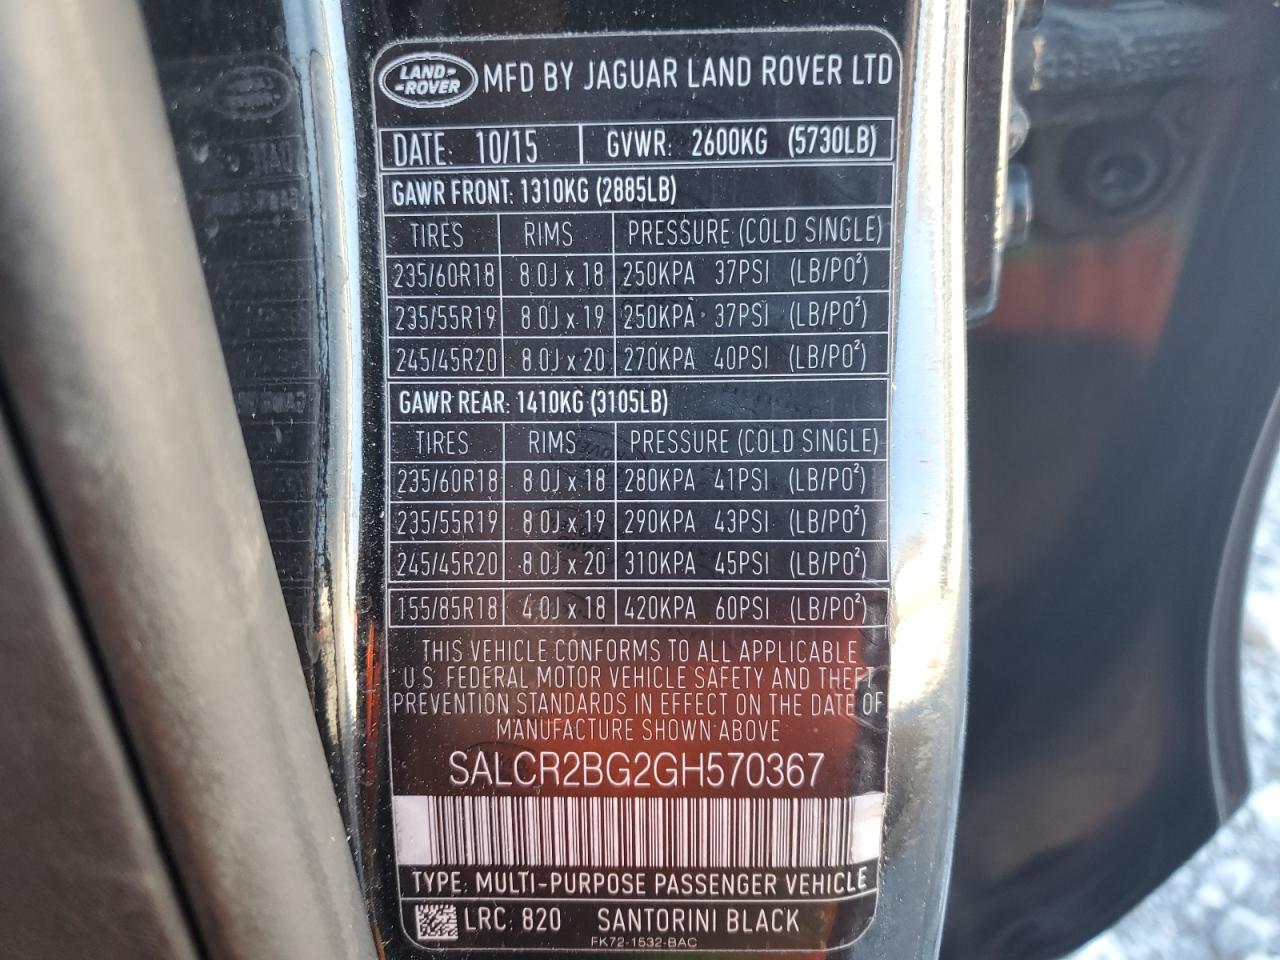 LAND-
-ROVER
MFD BY JAGUAR LAND ROVER LTD
DATE: 10/15 GVWR: 2600KG (5730LB)
GAWR FRONT: 1310KG (2885LB)
TIRES RIMS PRESSURE (COLD SINGLE)
235/60R18 8.0J x 18 250KPA 37PSI (LB/PO²)
235/55R19 8.0J x 19 250KPA 37PSI (LB/PO²)
245/45R20 8.0J x 20 270KPA 40PSI (LB/PO²)
GAWR REAR: 1410KG (3105LB)
TIRES RIMS PRESSURE (COLD SINGLE)
235/60R18 8.0J x 18 280KPA 41PSI (LB/PO²)
235/55R19 8.0J x 19 290KPA 43PSI (LB/PO²)
245/45R20 8.0J x 20 310KPA 45PSI (LB/PO²)
155/85R18 4.0J x 18 420KPA 60PSI (LB/PO²)
THIS VEHICLE CONFORMS TO ALL APPLICABLE
U.S. FEDERAL MOTOR VEHICLE SAFETY AND THEFT
PREVENTION STANDARDS IN EFFECT ON THE DATE OF
MANUFACTURE SHOWN ABOVE
SALCR2BG2GH570367
TYPE: MULTI-PURPOSE PASSENGER VEHICLE
LRC: 820 SANTORINI BLACK
FK72-1532-BAC